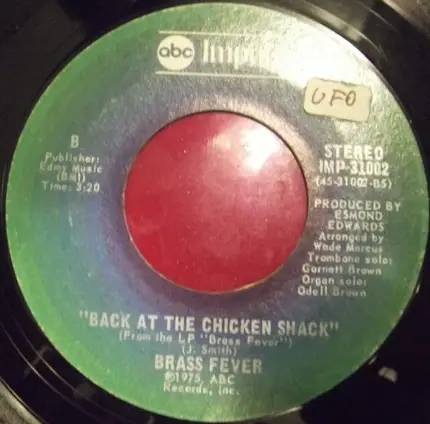 abc Impulse
UFO
B
Publisher:
Edmy Music
(BMI)
Time: 3:20
STEREO
IMP-31002
(45-31002-BS)
PRODUCED BY
ESMOND
EDWARDS
Arranged by
Wade Marcus
Trombone solo:
Garnett Brown
Organ solo:
Odell Brown
"BACK AT THE CHICKEN SHACK"
(From the LP "Brass Fever")
(J. Smith)
BRASS FEVER
©1975, ABC
Records, Inc.